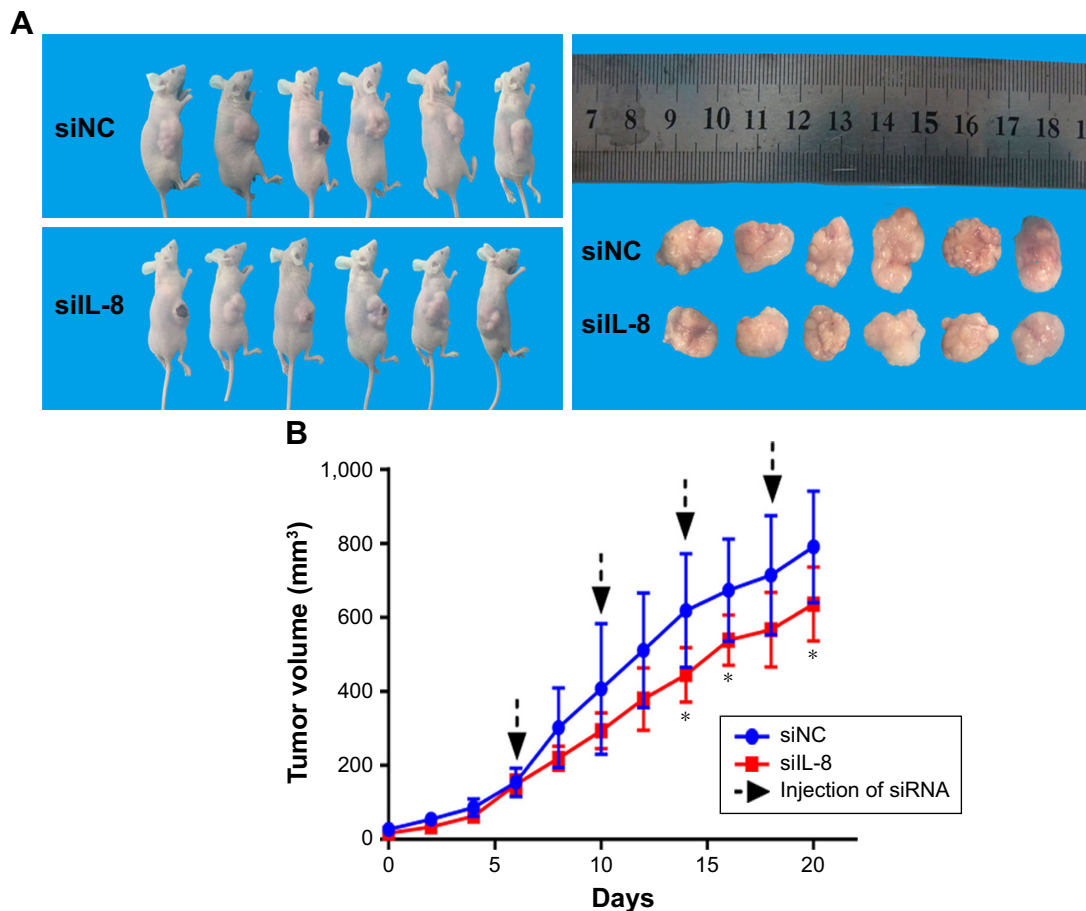 A
siNC
siIL-8
7 8 9 10 11 12 13 14 15 16 17 18 1
siNC
siIL-8
B
1,000
800
600
400
200
0
Tumor volume (mm³)
* * *
0 5 10 15 20
Days
siNC
siIL-8
Injection of siRNA